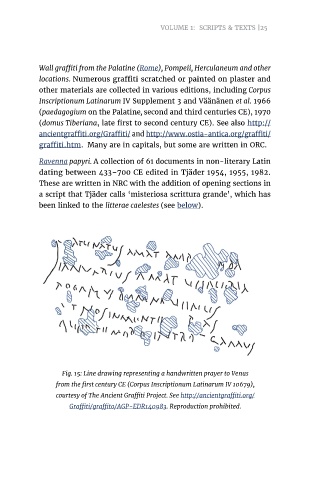 VOLUME 1:  SCRIPTS & TEXTS |25
Wall graffiti from the Palatine (Rome), Pompeii, Herculaneum and other
locations. Numerous graffiti scratched or painted on plaster and
other materials are collected in various editions, including Corpus
Inscriptionum Latinarum IV Supplement 3 and Väänänen et al. 1966
(paedagogium on the Palatine, second and third centuries CE), 1970
(domus Tiberiana, late first to second century CE). See also http://
ancientgraffiti.org/Graffiti/ and http://www.ostia-antica.org/graffiti/
graffiti.htm.  Many are in capitals, but some are written in ORC.
Ravenna papyri. A collection of 61 documents in non-literary Latin
dating between 433–700 CE edited in Tjäder 1954, 1955, 1982.
These are written in NRC with the addition of opening sections in
a script that Tjäder calls ‘misteriosa scrittura grande’, which has
been linked to the litterae caelestes (see below).
Fig. 15: Line drawing representing a handwritten prayer to Venus
from the first century CE (Corpus Inscriptionum Latinarum IV 10679),
courtesy of The Ancient Graffiti Project. See http://ancientgraffiti.org/
Graffiti/graffito/AGP-EDR140983. Reproduction prohibited.